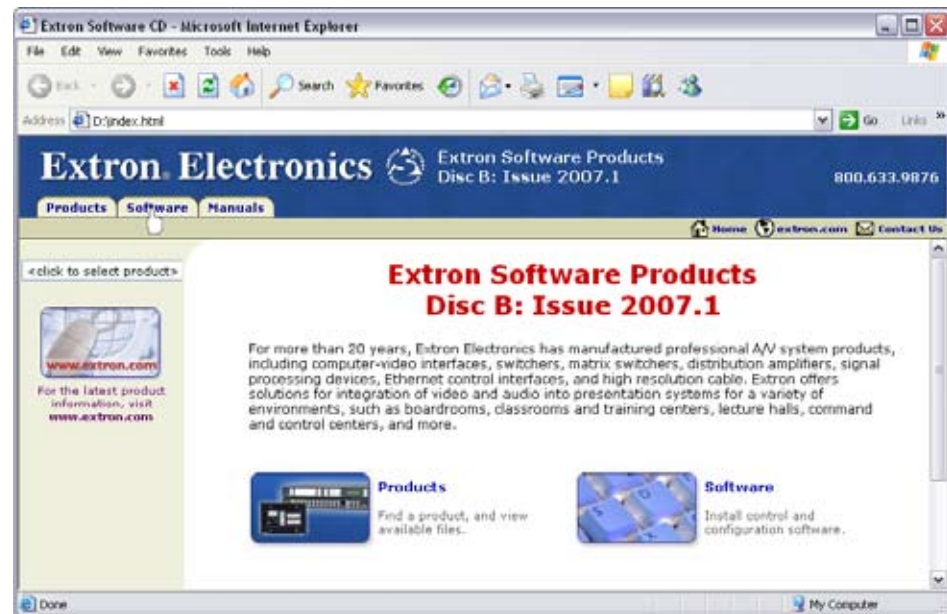 Extron Software CD - Microsoft Internet Explorer
File Edit View Favorites Tools Help
Back Search Favorites
Address D:\index.html Go Links »
Extron. Electronics Extron Software Products
Disc B: Issue 2007.1
800.633.9876
Products Software Manuals
Home extron.com Contact Us
<click to select product>
www.extron.com
For the latest product
information, visit
www.extron.com
Extron Software Products
Disc B: Issue 2007.1
For more than 20 years, Extron Electronics has manufactured professional A/V system products,
including computer-video interfaces, switchers, matrix switchers, distribution amplifiers, signal
processing devices, Ethernet control interfaces, and high resolution cable. Extron offers
solutions for integration of video and audio into presentation systems for a variety of
environments, such as boardrooms, classrooms and training centers, lecture halls, command
and control centers, and more.
Products
Find a product, and view
available files.
Software
Install control and
configuration software.
S D
Done My Computer